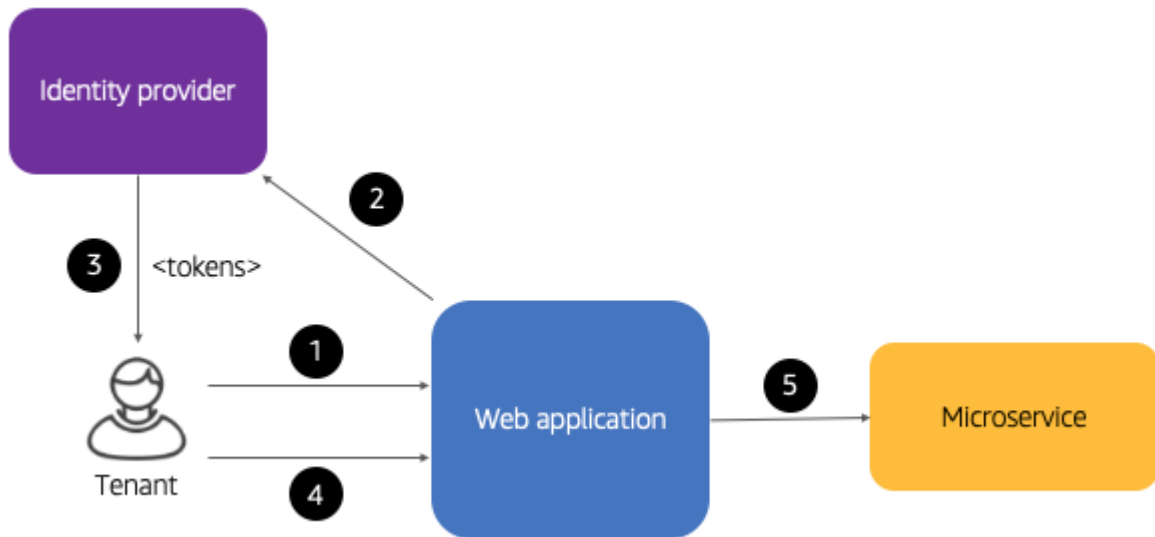 Identity provider
2
3
<tokens>
1
Tenant
4
Web application
5
Microservice